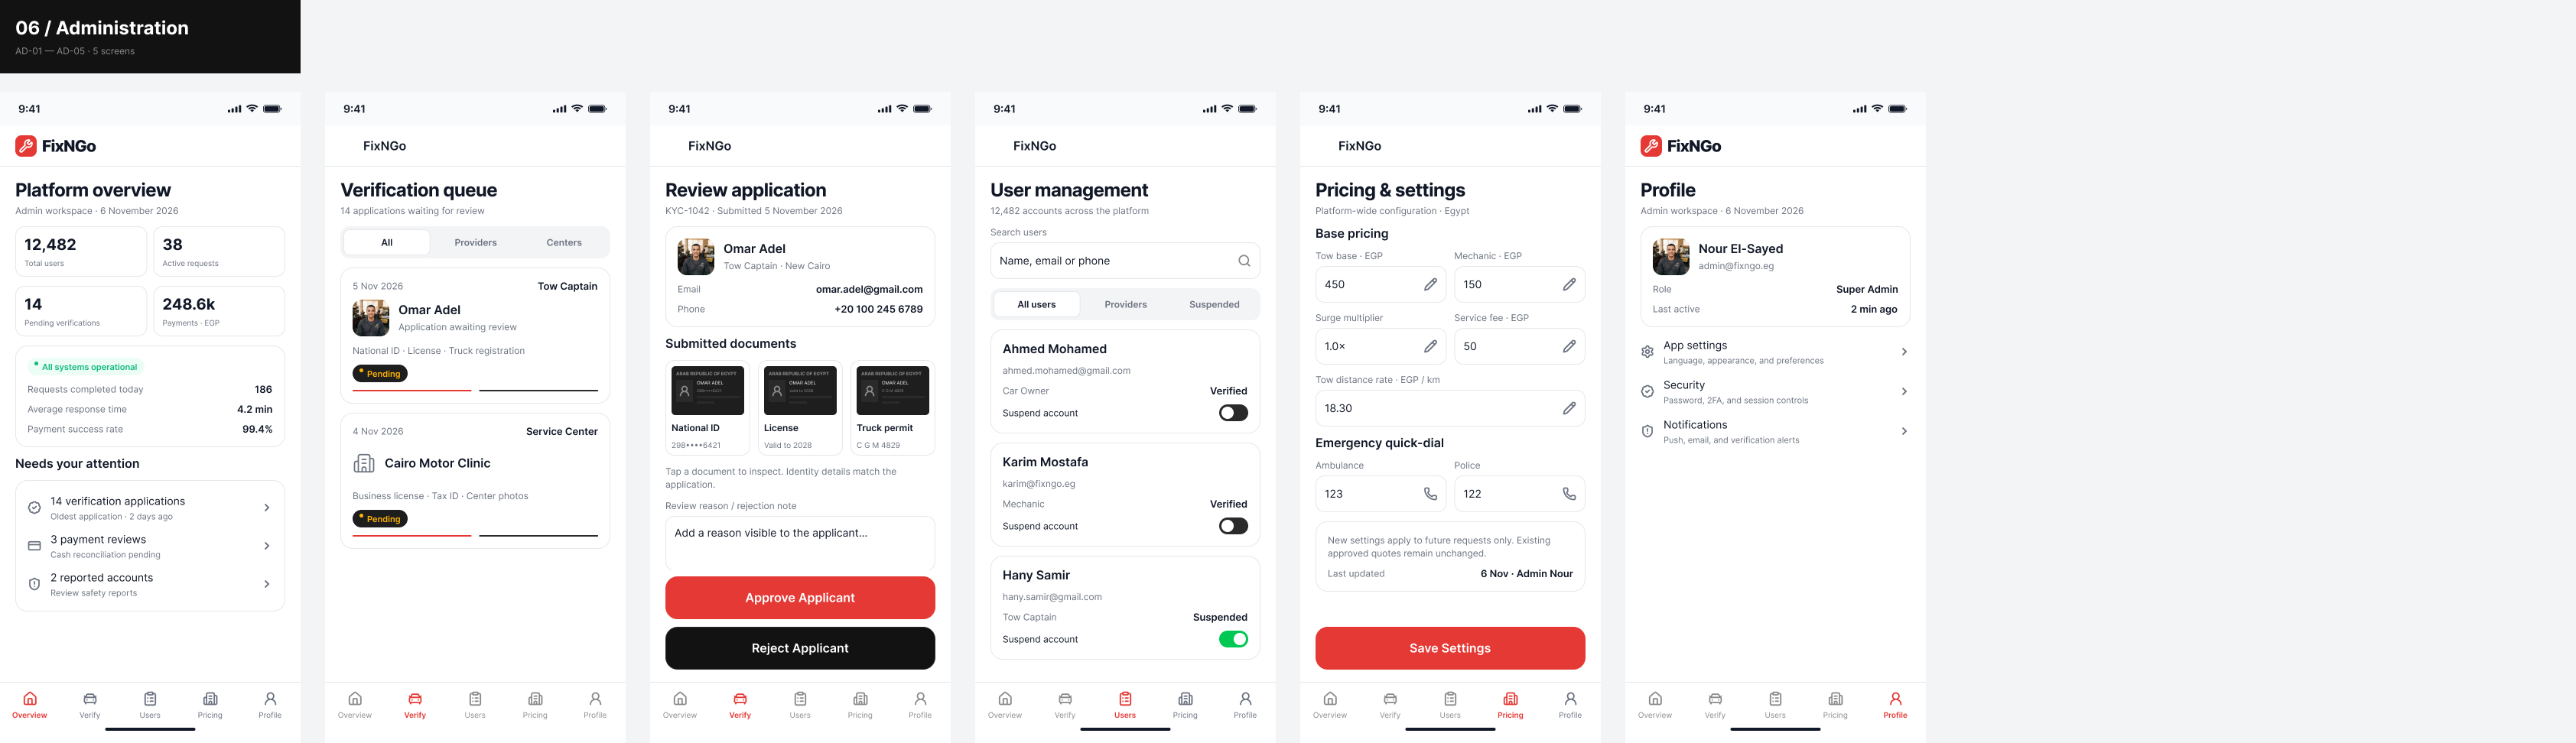 06 / Administration
AD-01 — AD-05 · 5 screens
9:41
FixNGo
Platform overview
Admin workspace · 6 November 2026
12,482
Total users
38
Active requests
14
Pending verifications
248.6k
Payments · EGP
All systems operational
Requests completed today 186
Average response time 4.2 min
Payment success rate 99.4%
Needs your attention
14 verification applications
Oldest application · 2 days ago
3 payment reviews
Cash reconciliation pending
2 reported accounts
Review safety reports
Overview Verify Users Pricing Profile
9:41
FixNGo
Verification queue
14 applications waiting for review
All Providers Centers
5 Nov 2026 Tow Captain
Omar Adel
Application awaiting review
National ID · License · Truck registration
Pending
4 Nov 2026 Service Center
Cairo Motor Clinic
Business license · Tax ID · Center photos
Pending
Overview Verify Users Pricing Profile
9:41
FixNGo
Review application
KYC-1042 · Submitted 5 November 2026
Omar Adel
Tow Captain · New Cairo
Email omar.adel@gmail.com
Phone +20 100 245 6789
Submitted documents
ARAB REPUBLIC OF EGYPT
OMAR ADEL
National ID
298••••6421
ARAB REPUBLIC OF EGYPT
OMAR ADEL
License
Valid to 2028
ARAB REPUBLIC OF EGYPT
OMAR ADEL
Truck permit
C G M 4829
Tap a document to inspect. Identity details match the
application.
Review reason / rejection note
Add a reason visible to the applicant...
Approve Applicant
Reject Applicant
Overview Verify Users Pricing Profile
9:41
FixNGo
User management
12,482 accounts across the platform
Search users
Name, email or phone
All users Providers Suspended
Ahmed Mohamed
ahmed.mohamed@gmail.com
Car Owner Verified
Suspend account
Karim Mostafa
karim@fixngo.eg
Mechanic Verified
Suspend account
Hany Samir
hany.samir@gmail.com
Tow Captain Suspended
Suspend account
Overview Verify Users Pricing Profile
9:41
FixNGo
Pricing & settings
Platform-wide configuration · Egypt
Base pricing
Tow base · EGP Mechanic · EGP
450 150
Surge multiplier Service fee · EGP
1.0× 50
Tow distance rate · EGP / km
18.30
Emergency quick-dial
Ambulance Police
123 122
New settings apply to future requests only. Existing
approved quotes remain unchanged.
Last updated 6 Nov · Admin Nour
Save Settings
Overview Verify Users Pricing Profile
9:41
FixNGo
Profile
Admin workspace · 6 November 2026
Nour El-Sayed
admin@fixngo.eg
Role Super Admin
Last active 2 min ago
App settings
Language, appearance, and preferences
Security
Password, 2FA, and session controls
Notifications
Push, email, and verification alerts
Overview Verify Users Pricing Profile